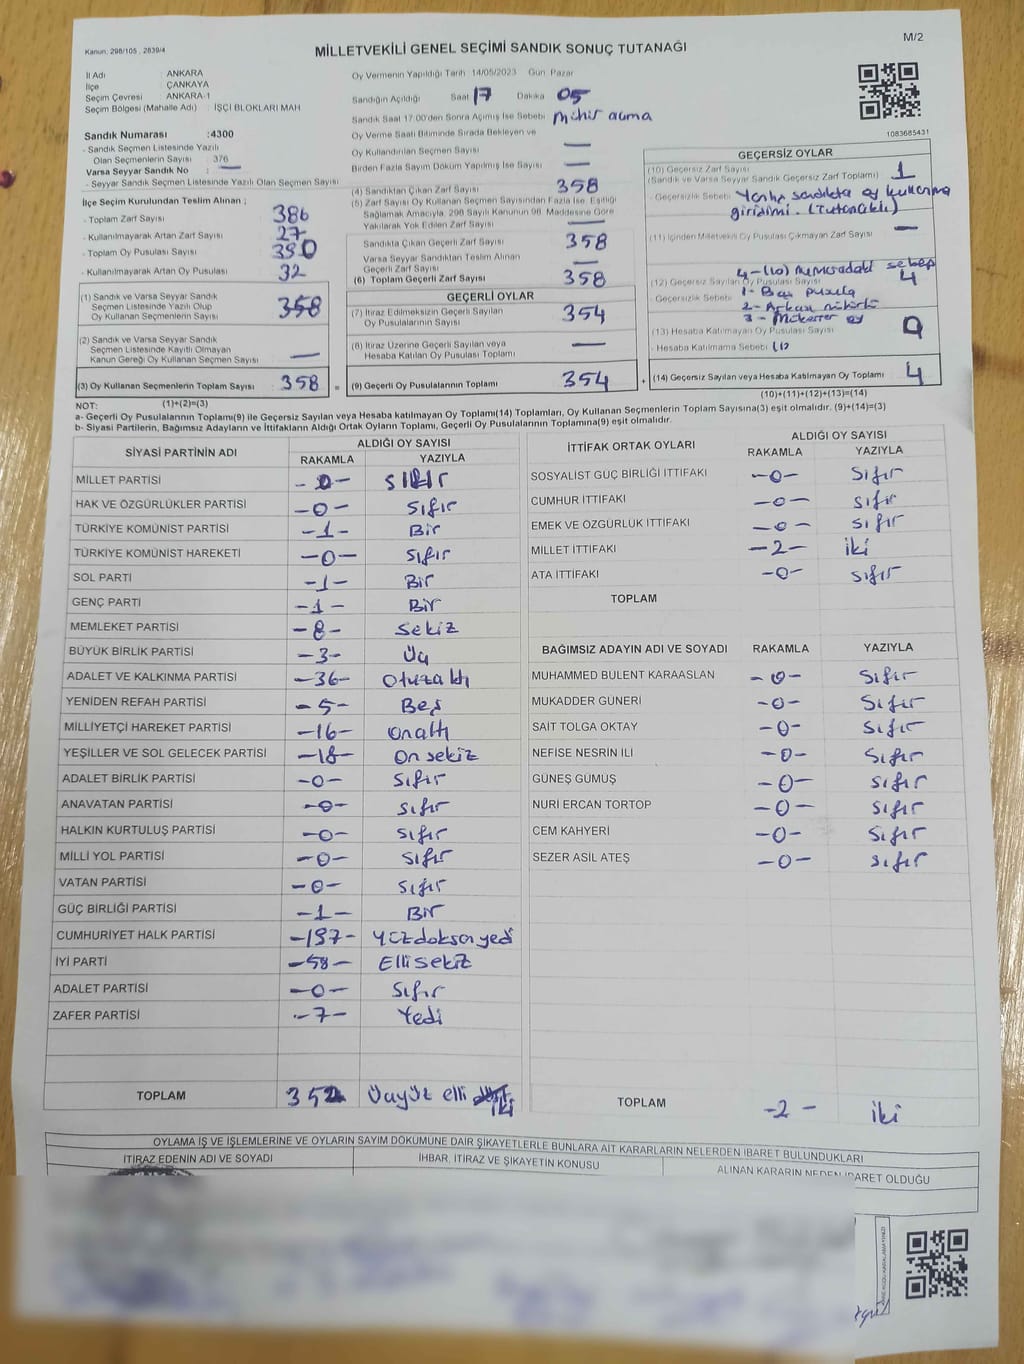 Kanun: 298/105 , 2839/4
M/2
MİLLETVEKİLİ GENEL SEÇİMİ SANDIK SONUÇ TUTANAĞI
İl Adı : ANKARA
İlçe : ÇANKAYA
Seçim Çevresi : ANKARA-1
Seçim Bölgesi (Mahalle Adı) : İŞÇİ BLOKLARI MAH
Sandık Numarası :4300
- Sandık Seçmen Listesinde Yazılı
Olan Seçmenlerin Sayısı : 376
Varsa Seyyar Sandık No : —
- Seyyar Sandık Seçmen Listesinde Yazılı Olan Seçmen Sayısı
İlçe Seçim Kurulundan Teslim Alınan ;
- Toplam Zarf Sayısı : 386
- Kullanılmayarak Artan Zarf Sayısı : 27
- Toplam Oy Pusulası Sayısı : 390
- Kullanılmayarak Artan Oy Pusulası : 32
(1) Sandık ve Varsa Seyyar Sandık
Seçmen Listesinde Yazılı Olup
Oy Kullanan Seçmen Sayısı 358
(2) Sandık ve Varsa Seyyar Sandık
Seçmen Listesinde Kayıtlı Olmayan
Kanun Gereği Oy Kullanan Seçmen Sayısı —
(3) Oy Kullanan Seçmenlerin Toplam Sayısı 358 =
(1)+(2)=(3)
Oy Vermenin Yapıldığı Tarih 14/05/2023 Gün Pazar
Sandığın Açıldığı Saat 17 Dakika 05
Sandık Saat 17:00'den Sonra Açılmış İse Sebebi Mühür açma
Oy Verme Saati Bitiminde Sırada Bekleyen ve
Oy Kullandırılan Seçmen Sayısı —
Birden Fazla Sayım Döküm Yapılmış İse Sayısı —
(4) Sandıktan Çıkan Zarf Sayısı 358
(5) Zarf Sayısı Oy Kullanan Seçmen Sayısından Fazla İse, Eşitliği
Sağlamak Amacıyla, 298 Sayılı Kanunun 98. Maddesine Göre
Yakılarak Yok Edilen Zarf Sayısı —
Sandıkta Çıkan Geçerli Zarf Sayısı 358
Varsa Seyyar Sandıktan Teslim Alınan
Geçerli Zarf Sayısı —
(6) Toplam Geçerli Zarf Sayısı 358
GEÇERLİ OYLAR
(7) İtiraz Edilmeksizin Geçerli Sayılan
Oy Pusulalarının Sayısı 354
(8) İtiraz Üzerine Geçerli Sayılan veya
Hesaba Katılan Oy Pusulası Toplamı —
(9) Geçerli Oy Pusulalarının Toplamı 354 +
1083685431
GEÇERSİZ OYLAR
(10) Geçersiz Zarf Sayısı
(Sandık ve Varsa Seyyar Sandık Geçersiz Zarf Toplamı) 1
- Geçersizlik Sebebi : Yanlış sandıkta oy kullanma
giridimi. (Tutanaklı)
(11) İçinden Milletvekili Oy Pusulası Çıkmayan Zarf Sayısı —
4-(10) numaradaki sebep
(12) Geçersiz Sayılan Oy Pusulası Sayısı 4
- Geçersizlik Sebebi : 1- Boş pusula
2- Arkası mühürlü
3- Mükerrer oy
(13) Hesaba Katılmayan Oy Pusulası Sayısı 0
- Hesaba Katılmama Sebebi
(14) Geçersiz Sayılan veya Hesaba Katılmayan Oy Toplamı 4
(10)+(11)+(12)+(13)=(14)
NOT:
a- Geçerli Oy Pusulalarının Toplamı(9) ile Geçersiz Sayılan veya Hesaba katılmayan Oy Toplam(14) Toplamları, Oy Kullanan Seçmenlerin Toplam Sayısına(3) eşit olmalıdır. (9)+(14)=(3)
b- Siyasi Partilerin, Bağımsız Adayların ve İttifakların Aldığı Ortak Oyların Toplamı, Geçerli Oy Pusulalarının Toplamına(9) eşit olmalıdır.
SİYASİ PARTİNİN ADI ALDIĞI OY SAYISI
RAKAMLA YAZIYLA
MİLLET PARTİSİ -0- Sıfır
HAK VE ÖZGÜRLÜKLER PARTİSİ -0- Sıfır
TÜRKİYE KOMÜNİST PARTİSİ -1- Bir
TÜRKİYE KOMÜNİST HAREKETİ -0- Sıfır
SOL PARTİ -1- Bir
GENÇ PARTİ -1- Bir
MEMLEKET PARTİSİ -8- Sekiz
BÜYÜK BİRLİK PARTİSİ -3- Üç
ADALET VE KALKINMA PARTİSİ -36- Otuzaltı
YENİDEN REFAH PARTİSİ -5- Beş
MİLLİYETÇİ HAREKET PARTİSİ -16- onaltı
YEŞİLLER VE SOL GELECEK PARTİSİ -18- Onsekiz
ADALET BİRLİK PARTİSİ -0- Sıfır
ANAVATAN PARTİSİ -0- Sıfır
HALKIN KURTULUŞ PARTİSİ -0- Sıfır
MİLLİ YOL PARTİSİ -0- Sıfır
VATAN PARTİSİ -0- Sıfır
GÜÇ BİRLİĞİ PARTİSİ -1- Bir
CUMHURİYET HALK PARTİSİ -197- Yüzdoksanyedi
İYİ PARTİ -58- Ellisekiz
ADALET PARTİSİ -0- Sıfır
ZAFER PARTİSİ -7- Yedi
TOPLAM 352 Üçyüz elli iki
İTTİFAK ORTAK OYLARI ALDIĞI OY SAYISI
RAKAMLA YAZIYLA
SOSYALİST GÜÇ BİRLİĞİ İTTİFAKI -0- Sıfır
CUMHUR İTTİFAKI -0- Sıfır
EMEK VE ÖZGÜRLÜK İTTİFAKI -0- Sıfır
MİLLET İTTİFAKI -2- iki
ATA İTTİFAKI -0- Sıfır
TOPLAM
BAĞIMSIZ ADAYIN ADI VE SOYADI RAKAMLA YAZIYLA
MUHAMMED BÜLENT KARAASLAN -0- Sıfır
MUKADDER GÜNERİ -0- Sıfır
SAİT TOLGA OKTAY -0- Sıfır
NEFİSE NESRİN İLİ -0- Sıfır
GÜNEŞ GÜMÜŞ -0- Sıfır
NURİ ERCAN TORTOP -0- Sıfır
CEM KAHYERİ -0- Sıfır
SEZER ASİL ATEŞ -0- Sıfır
TOPLAM -2- iki
OYLAMA İŞ VE İŞLEMLERİNE VE OYLARIN SAYIM DÖKÜMÜNE DAİR ŞİKAYETLERLE BUNLARA AİT KARARLARIN NELERDEN İBARET BULUNDUKLARI
İTİRAZ EDENİN ADI VE SOYADI
İHBAR, İTİRAZ VE ŞİKAYETİN KONUSU
ALINAN KARARIN NEDEN İBARET OLDUĞU